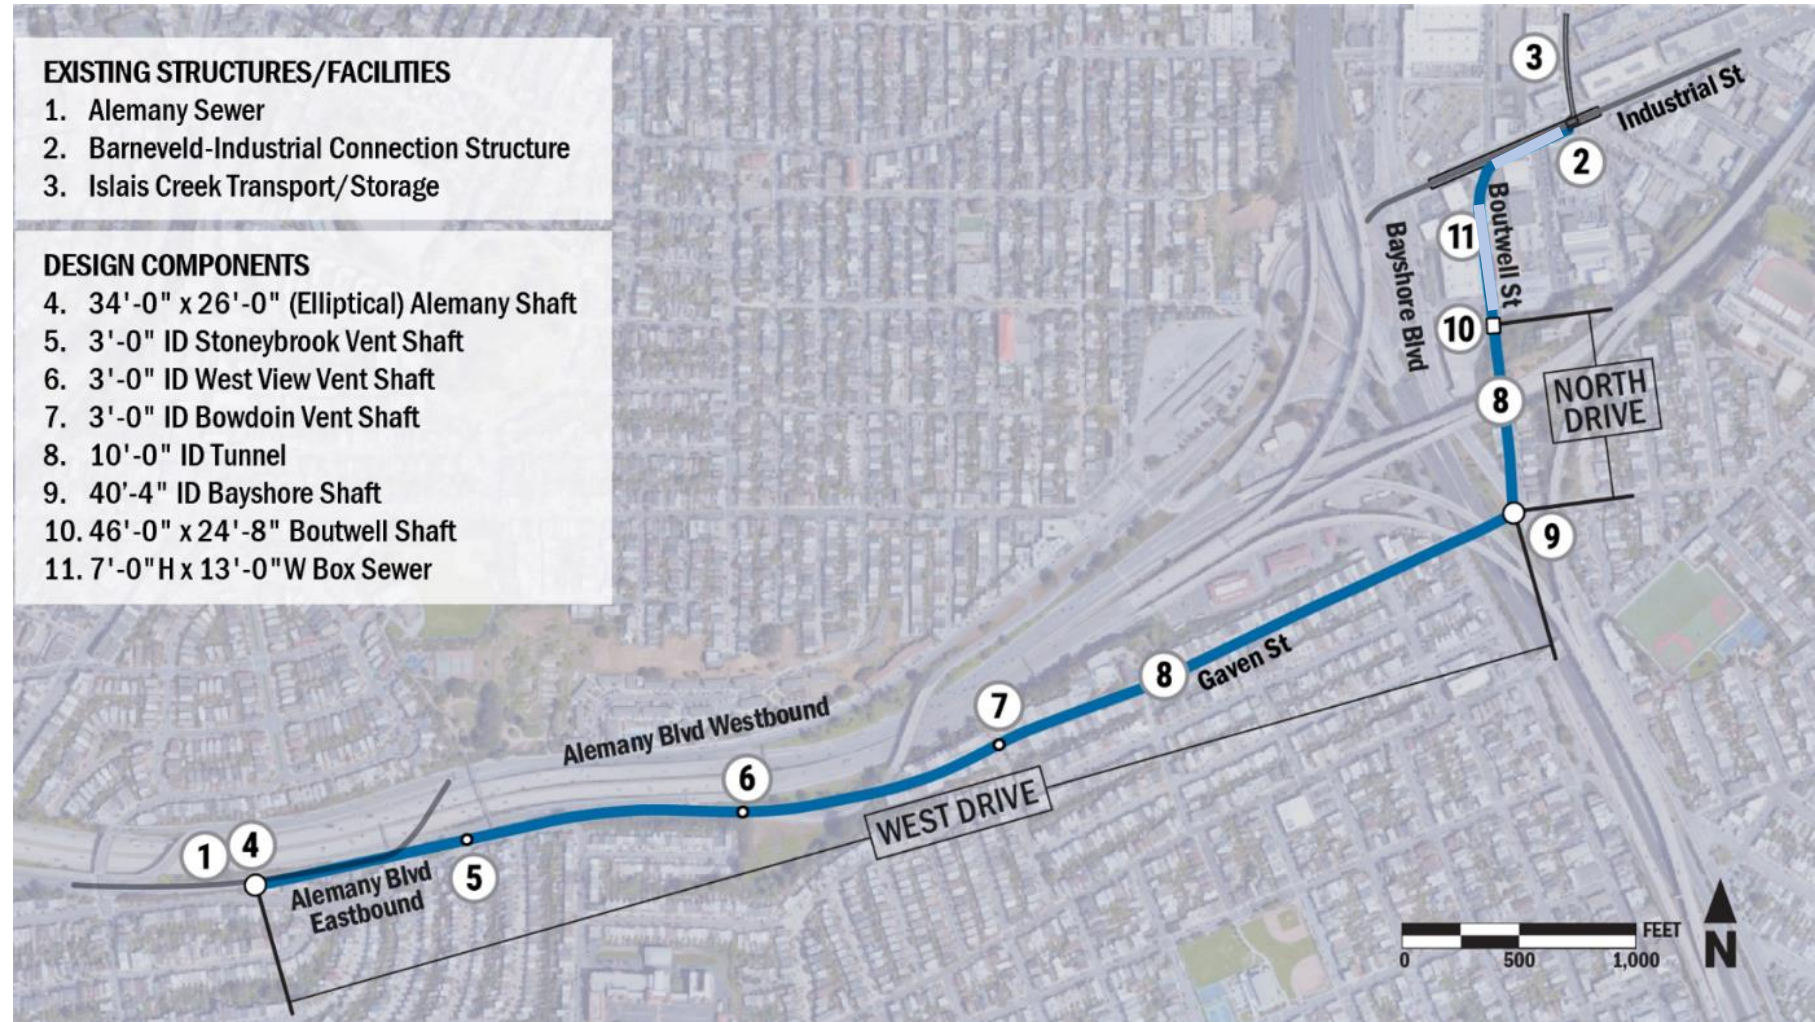 EXISTING STRUCTURES/FACILITIES
1. Alemany Sewer
2. Barneveld-Industrial Connection Structure
3. Islais Creek Transport/Storage
DESIGN COMPONENTS
4. 34'-0" x 26'-0" (Elliptical) Alemany Shaft
5. 3'-0" ID Stoneybrook Vent Shaft
6. 3'-0" ID West View Vent Shaft
7. 3'-0" ID Bowdoin Vent Shaft
8. 10'-0" ID Tunnel
9. 40’-4" ID Bayshore Shaft
10. 46'-0" x 24'-8" Boutwell Shaft
11. 7'-0"H x 13'-0"W Box Sewer
3
Industrial St
2
Boutwell St
11
Bayshore Blvd
10
8
NORTH
DRIVE
9
Gaven St
8
7
Alemany Blvd Westbound
6
WEST DRIVE
1
4
5
Alemany Blvd
Eastbound
FEET
0
500
1,000
N